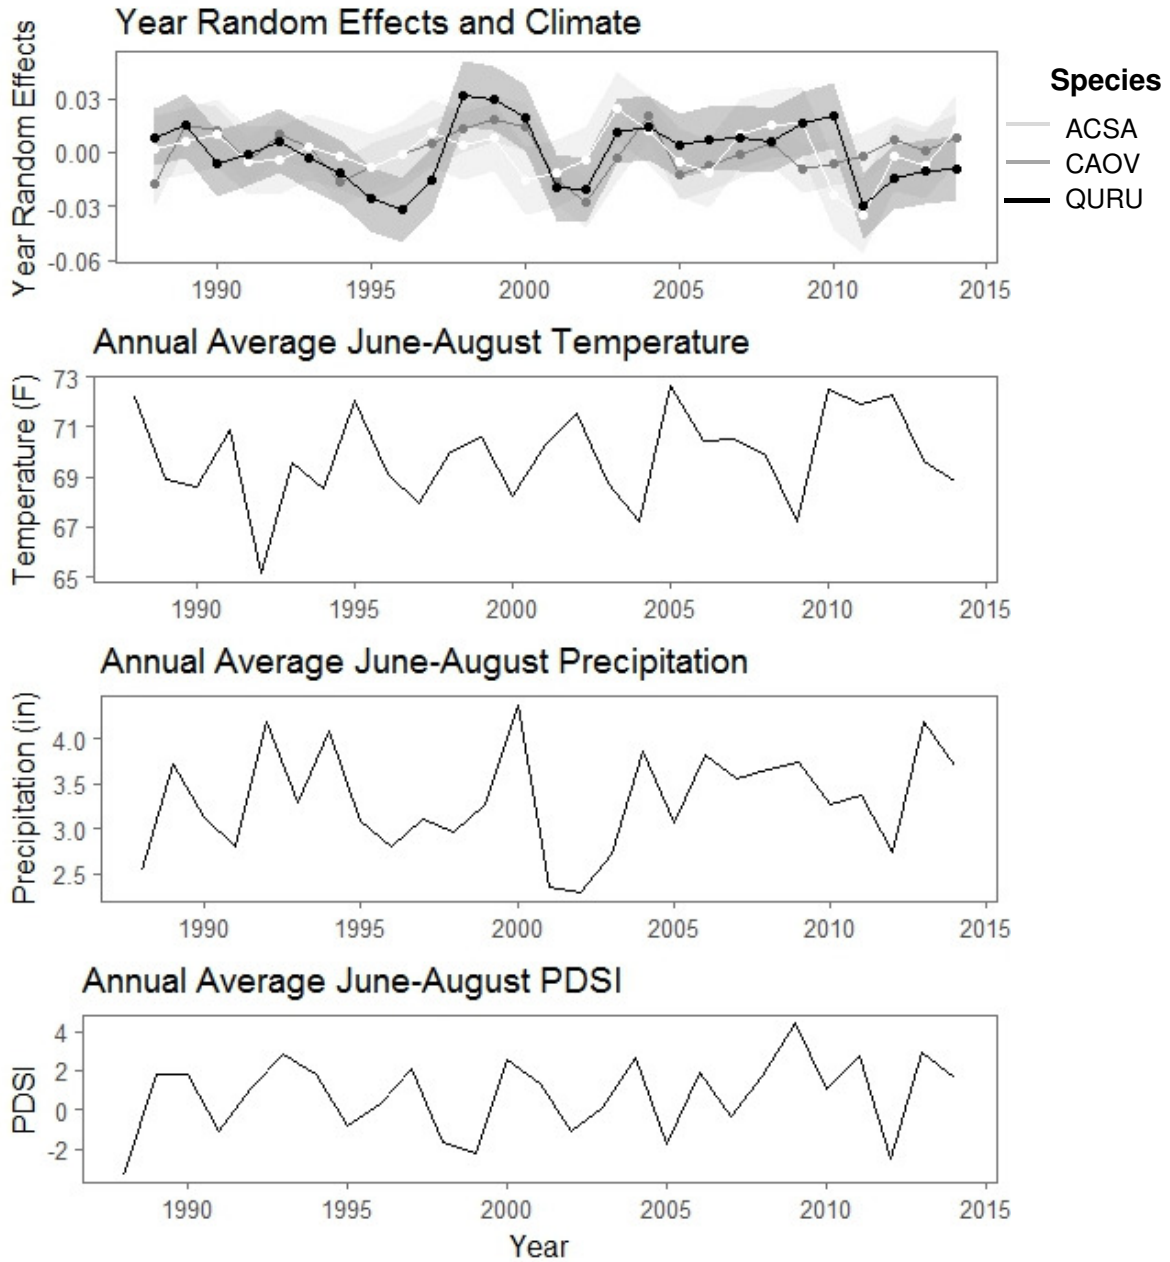 Year Random Effects and Climate
Year Random Effects
0.03
0.00
-0.03
-0.06
1990 1995 2000 2005 2010 2015
Species
ACSA
CAOV
QURU
Annual Average June-August Temperature
Temperature (F)
73
71
69
67
65
1990 1995 2000 2005 2010 2015
Annual Average June-August Precipitation
Precipitation (in)
4.0
3.5
3.0
2.5
1990 1995 2000 2005 2010 2015
Annual Average June-August PDSI
PDSI
4
2
0
-2
1990 1995 2000 2005 2010 2015
Year